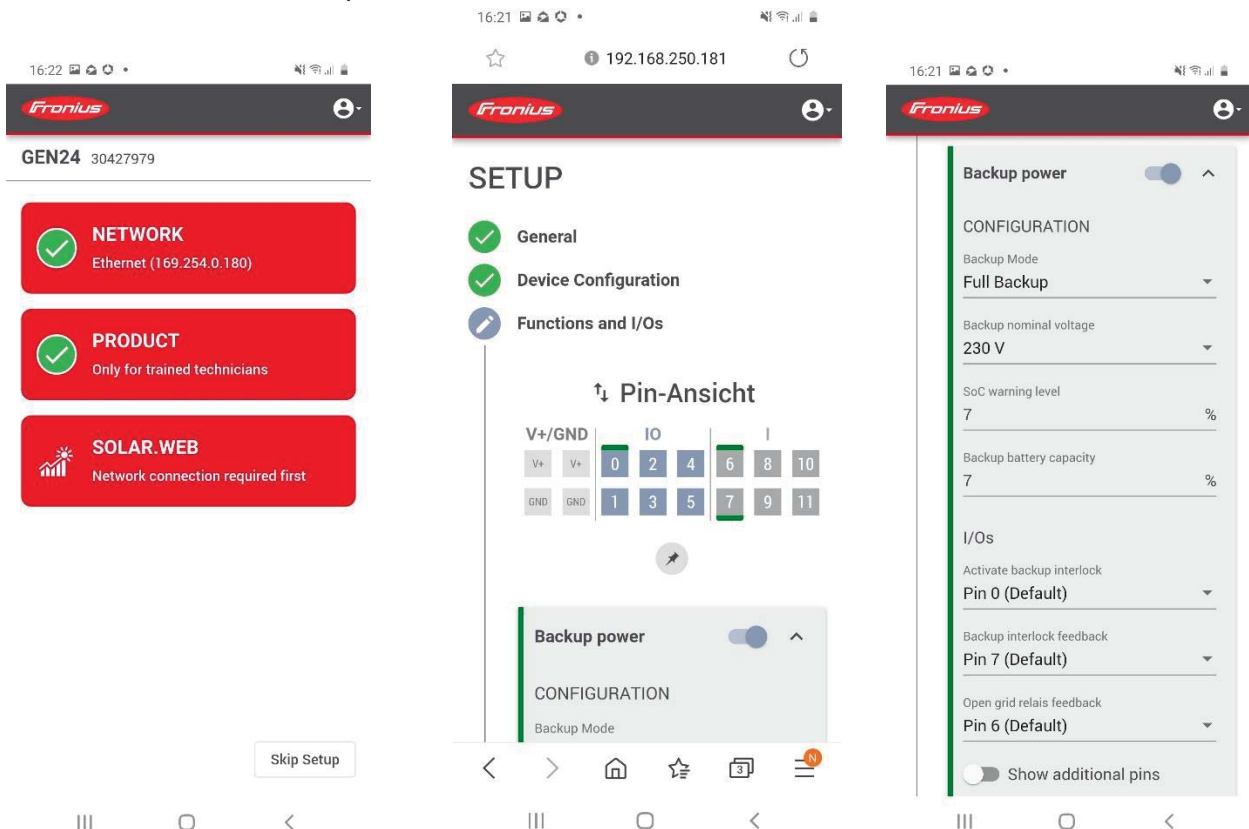 16:22
Fronius
GEN24 30427979
NETWORK
Ethernet (169.254.0.180)
PRODUCT
Only for trained technicians
SOLAR.WEB
Network connection required first
Skip Setup
16:21
192.168.250.181
Fronius
SETUP
General
Device Configuration
Functions and I/Os
Pin-Ansicht
V+/GND IO I
V+ V+ 0 2 4 6 8 10
GND GND 1 3 5 7 9 11
Backup power
CONFIGURATION
Backup Mode
3 N
16:21
Fronius
Backup power
CONFIGURATION
Backup Mode
Full Backup
Backup nominal voltage
230 V
SoC warning level
7 %
Backup battery capacity
7 %
I/Os
Activate backup interlock
Pin 0 (Default)
Backup interlock feedback
Pin 7 (Default)
Open grid relais feedback
Pin 6 (Default)
Show additional pins